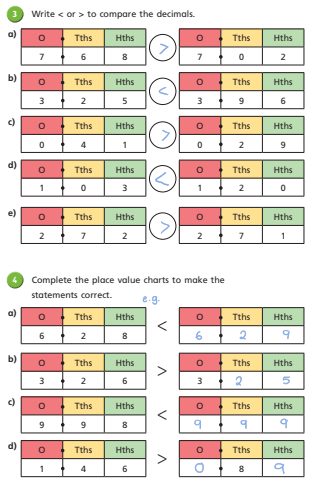 3 Write < or > to compare the decimals.
a) O Tths Hths O Tths Hths
7 6 8 > 7 0 2
b) O Tths Hths O Tths Hths
3 2 5 < 3 9 6
c) O Tths Hths O Tths Hths
0 4 1 > 0 2 9
d) O Tths Hths O Tths Hths
1 0 3 < 1 2 0
e) O Tths Hths O Tths Hths
2 7 2 > 2 7 1
4 Complete the place value charts to make the
statements correct.
e.g.
a) O Tths Hths O Tths Hths
6 2 8 < 6 2 9
b) O Tths Hths O Tths Hths
3 2 6 > 3 2 5
c) O Tths Hths O Tths Hths
9 9 8 < 9 9 9
d) O Tths Hths O Tths Hths
1 4 6 > 0 8 9